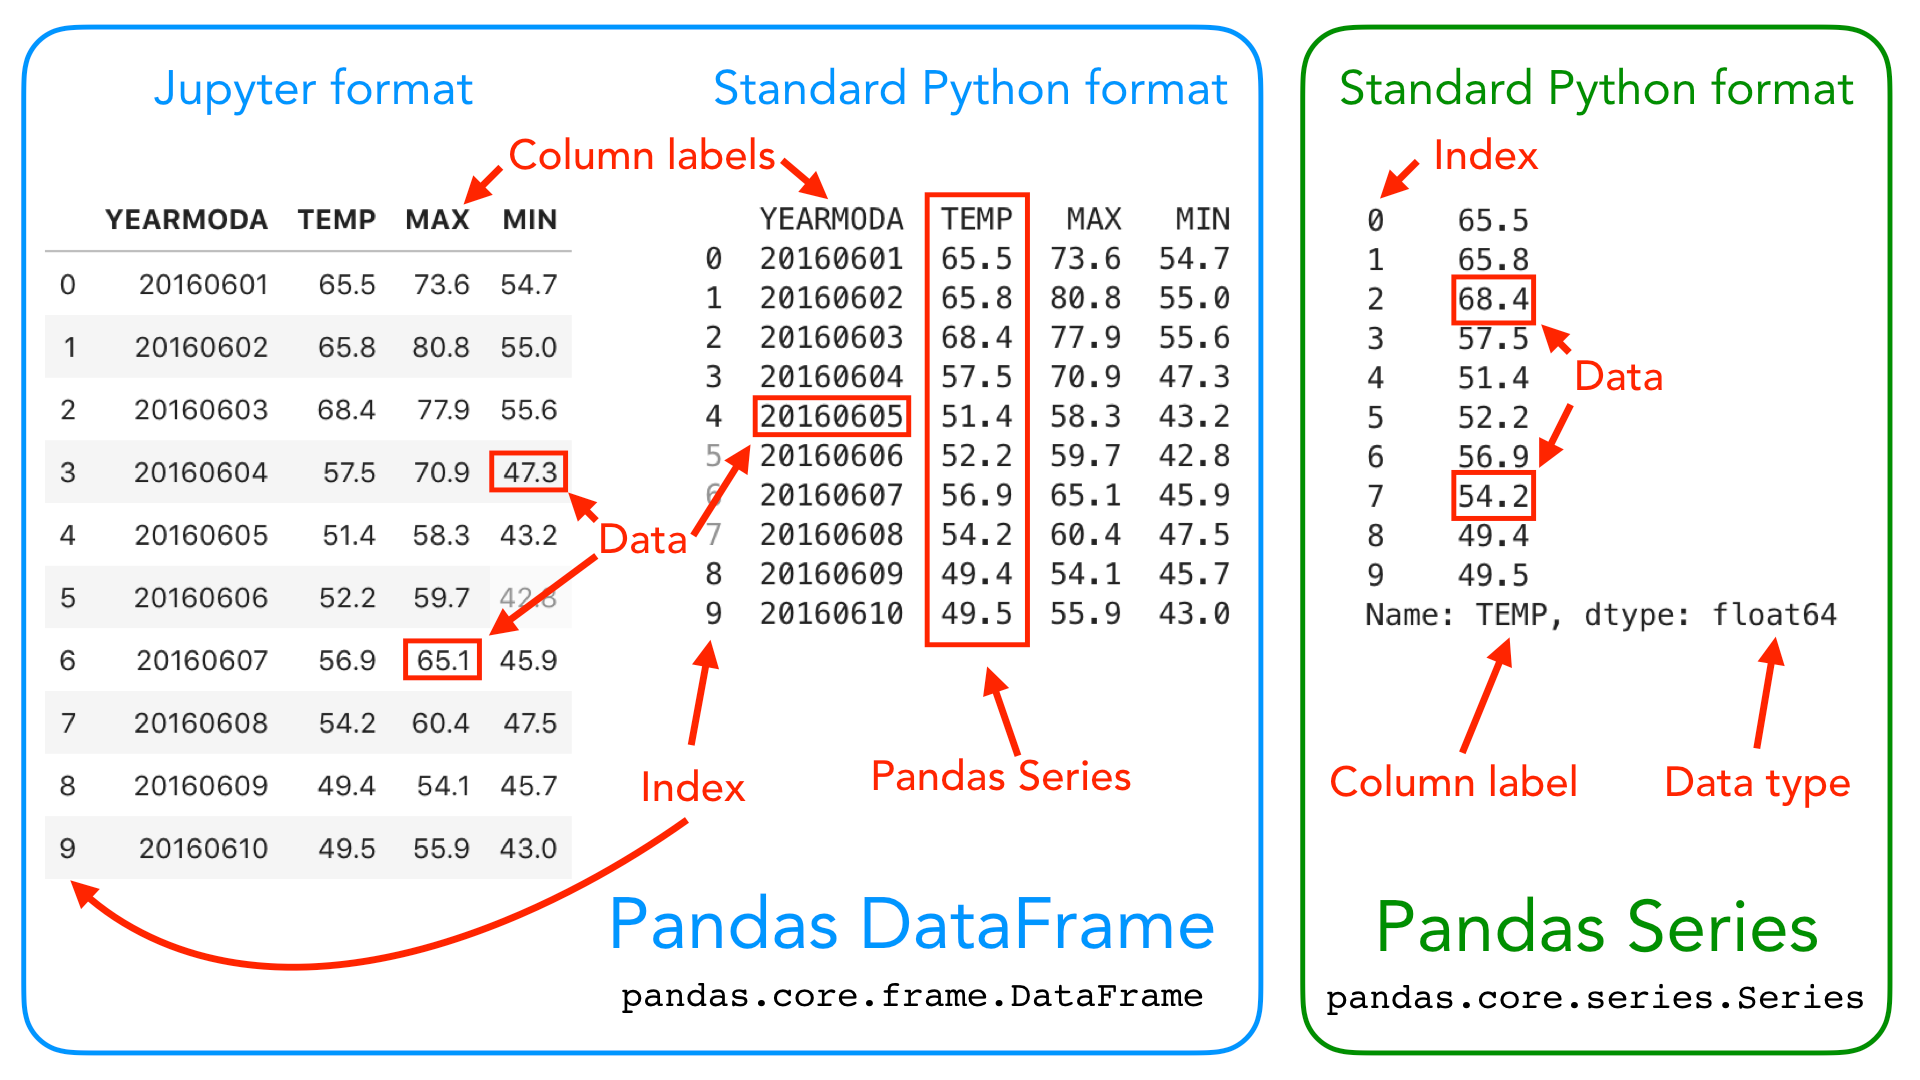 Jupyter format
Column labels
YEARMODA TEMP MAX MIN
0 20160601 65.5 73.6 54.7
1 20160602 65.8 80.8 55.0
2 20160603 68.4 77.9 55.6
3 20160604 57.5 70.9 47.3
4 20160605 51.4 58.3 43.2
5 20160606 52.2 59.7 42.8
6 20160607 56.9 65.1 45.9
7 20160608 54.2 60.4 47.5
8 20160609 49.4 54.1 45.7
9 20160610 49.5 55.9 43.0
Data
Standard Python format
YEARMODA TEMP MAX MIN
0 20160601 65.5 73.6 54.7
1 20160602 65.8 80.8 55.0
2 20160603 68.4 77.9 55.6
3 20160604 57.5 70.9 47.3
4 20160605 51.4 58.3 43.2
5 20160606 52.2 59.7 42.8
6 20160607 56.9 65.1 45.9
7 20160608 54.2 60.4 47.5
8 20160609 49.4 54.1 45.7
9 20160610 49.5 55.9 43.0
Index
Pandas Series
Pandas DataFrame
pandas.core.frame.DataFrame
Standard Python format
Index
0 65.5
1 65.8
2 68.4
3 57.5
4 51.4
5 52.2
6 56.9
7 54.2
8 49.4
9 49.5
Name: TEMP, dtype: float64
Data
Column label
Data type
Pandas Series
pandas.core.series.Series